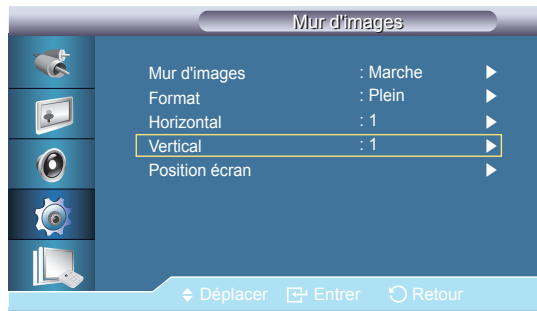 Mur d'images
Mur d'images : Marche
Format : Plein
Horizontal : 1
Vertical : 1
Position écran
Déplacer Entrer Retour